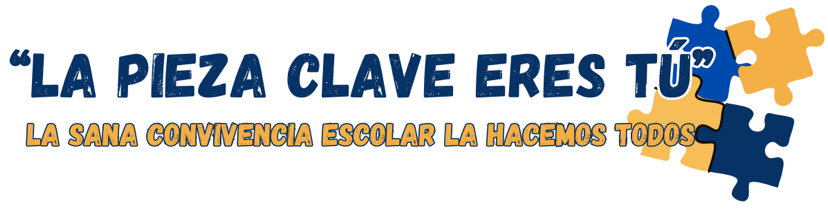 “LA PIEZA CLAVE ERES TÚ”
LA SANA CONVIVENCIA ESCOLAR LA HACEMOS TODOS